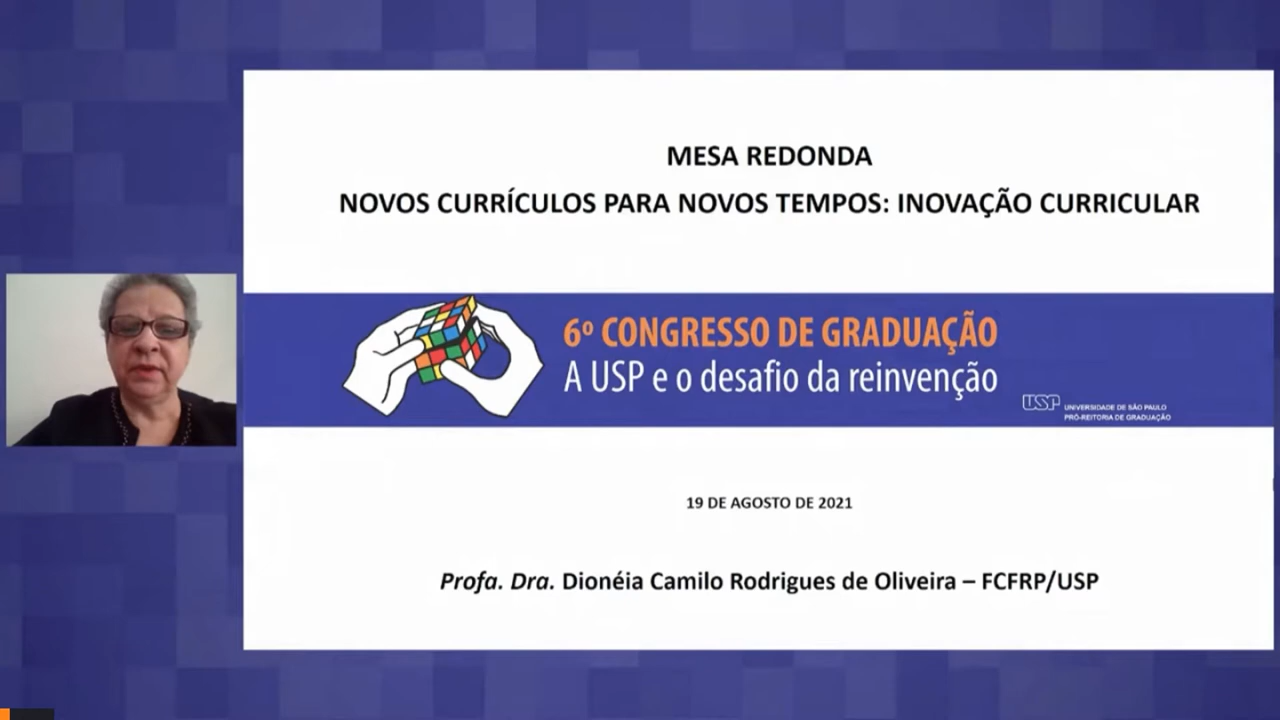 MESA REDONDA
NOVOS CURRÍCULOS PARA NOVOS TEMPOS: INOVAÇÃO CURRICULAR
6º CONGRESSO DE GRADUAÇÃO
A USP e o desafio da reinvenção
USP UNIVERSIDADE DE SÃO PAULO
PRÓ-REITORIA DE GRADUAÇÃO
19 DE AGOSTO DE 2021
Profa. Dra. Dionéia Camilo Rodrigues de Oliveira – FCFRP/USP